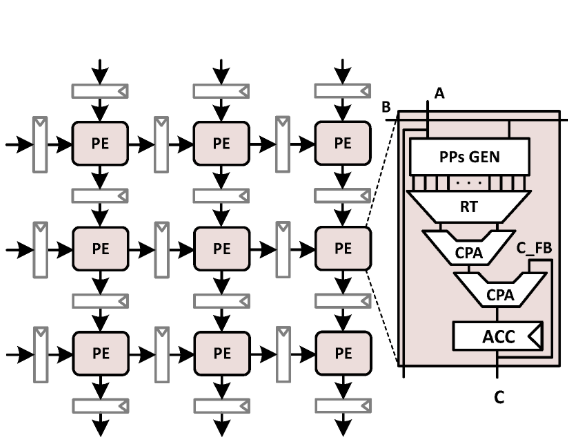 A
B
PE PE PE
PPs GEN
. . .
RT
PE PE PE
CPA
C_FB
CPA
ACC
PE PE PE
C